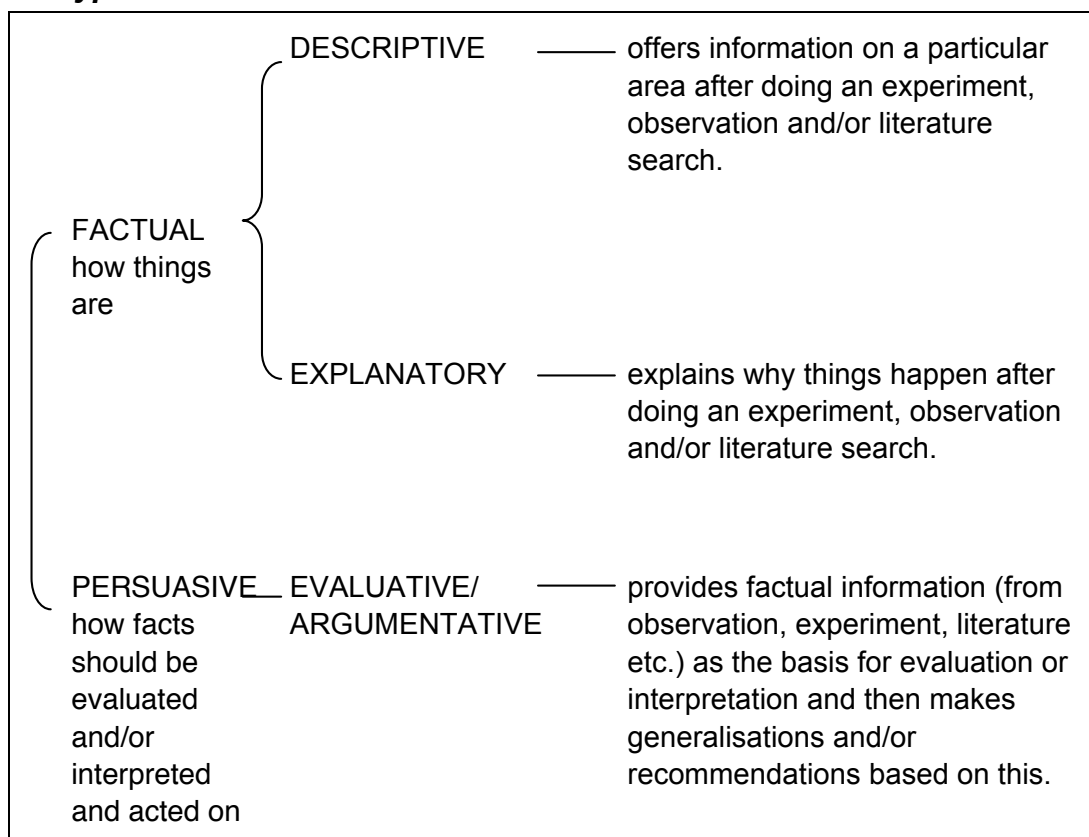 DESCRIPTIVE
offers information on a particular
area after doing an experiment,
observation and/or literature
search.
FACTUAL
how things
are
EXPLANATORY
explains why things happen after
doing an experiment, observation
and/or literature search.
PERSUASIVE
how facts
should be
evaluated
and/or
interpreted
and acted on
EVALUATIVE/
ARGUMENTATIVE
provides factual information (from
observation, experiment, literature
etc.) as the basis for evaluation or
interpretation and then makes
generalisations and/or
recommendations based on this.